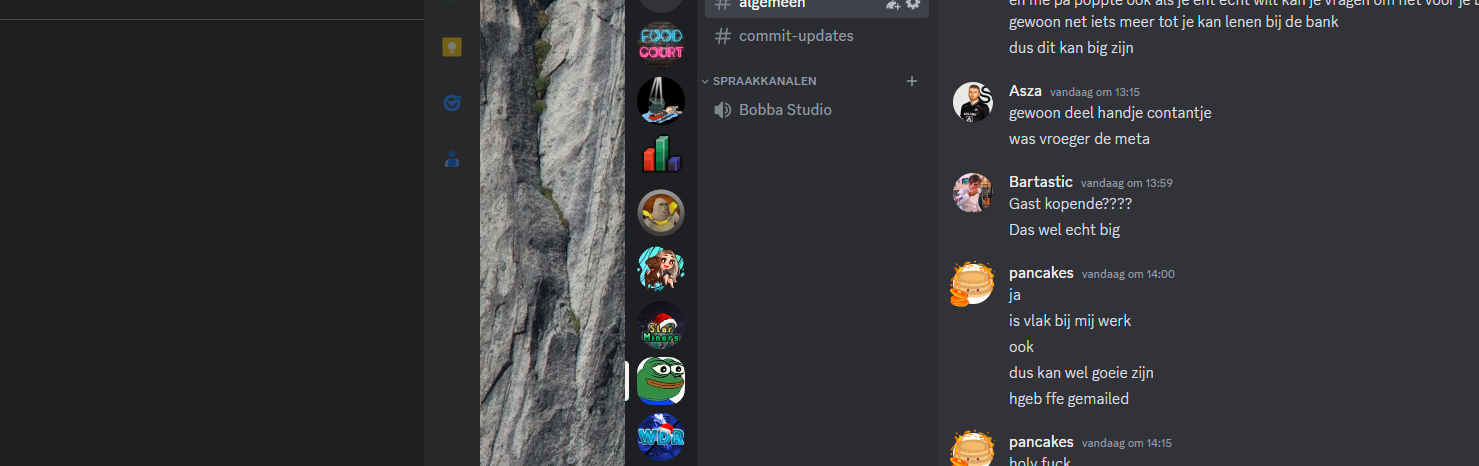 algemeen
commit-updates
SPRAAKKANALEN
Bobba Studio
FOOD
COURT
Star
Miners
WDR
gewoon net iets meer tot je kan lenen bij de bank
dus dit kan big zijn
Asza vandaag om 13:15
gewoon deel handje contantje
was vroeger de meta
Bartastic vandaag om 13:59
Gast kopende????
Das wel echt big
pancakes vandaag om 14:00
ja
is vlak bij mij werk
ook
dus kan wel goeie zijn
hgeb ffe gemailed
pancakes vandaag om 14:15
holy fuck